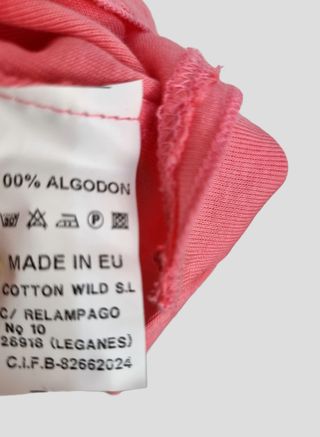 00% ALGODON
MADE IN EU
COTTON WILD S.L
C/ RELAMPAGO
Nº 10
28918 (LEGANES)
C.I.F.B-82662024